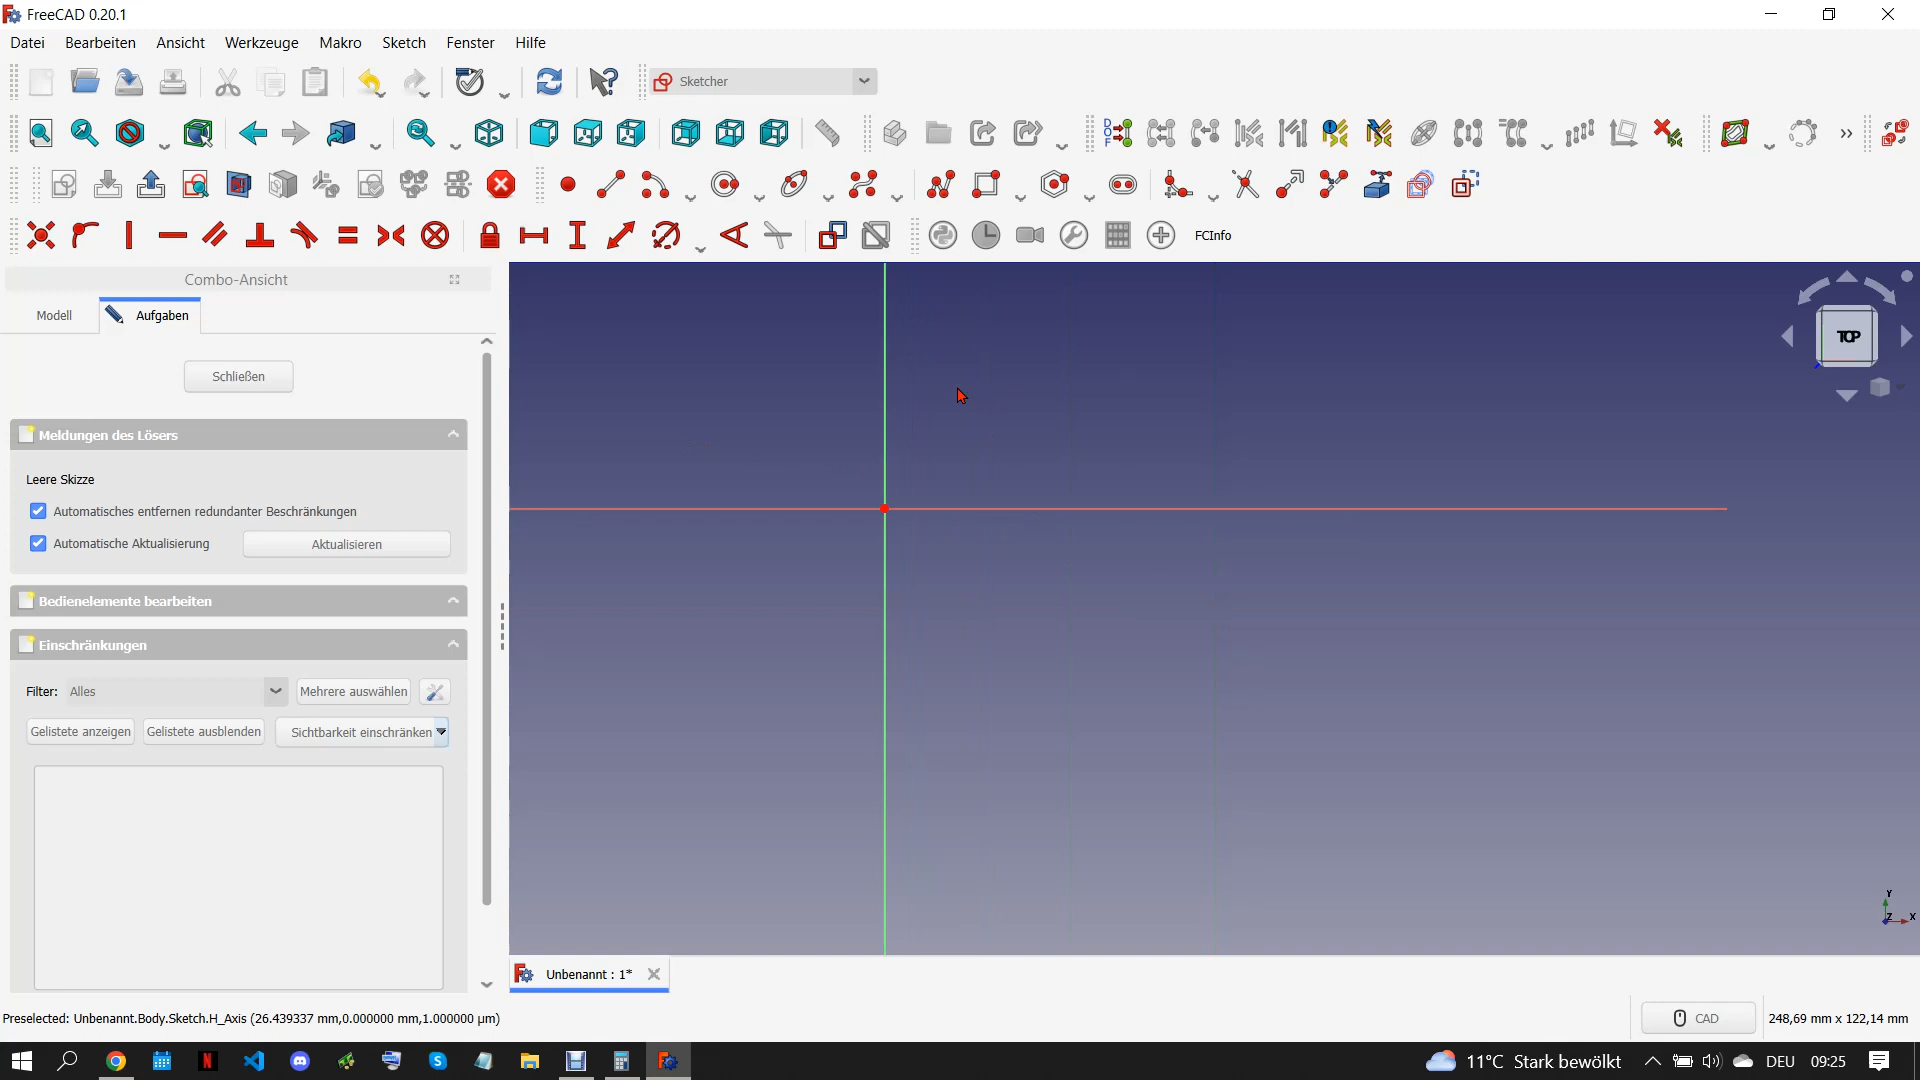 FreeCAD 0.20.1
Datei Bearbeiten Ansicht Werkzeuge Makro Sketch Fenster Hilfe
Sketcher
DOF
FCInfo
Combo-Ansicht
Modell Aufgaben
TOP
Schließen
Meldungen des Lösers
Leere Skizze
Automatisches entfernen redundanter Beschränkungen
Automatische Aktualisierung Aktualisieren
Bedienelemente bearbeiten
Einschränkungen
Filter: Alles Mehrere auswählen
Gelistete anzeigen Gelistete ausblenden Sichtbarkeit einschränken
Y
Z X
Unbenannt : 1*
Preselected: Unbenannt.Body.Sketch.H_Axis (26.439337 mm,0.000000 mm,1.000000 µm) CAD 248,69 mm x 122,14 mm
11°C Stark bewölkt DEU 09:25